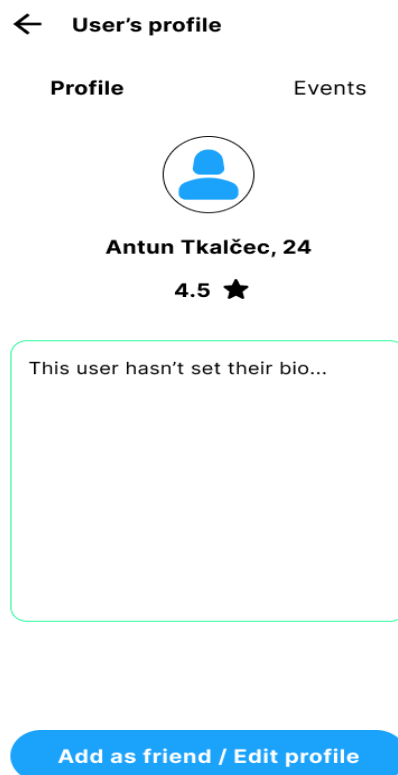 User’s profile
Profile Events
Antun Tkalčec, 24
4.5
This user hasn’t set their bio...
Add as friend / Edit profile